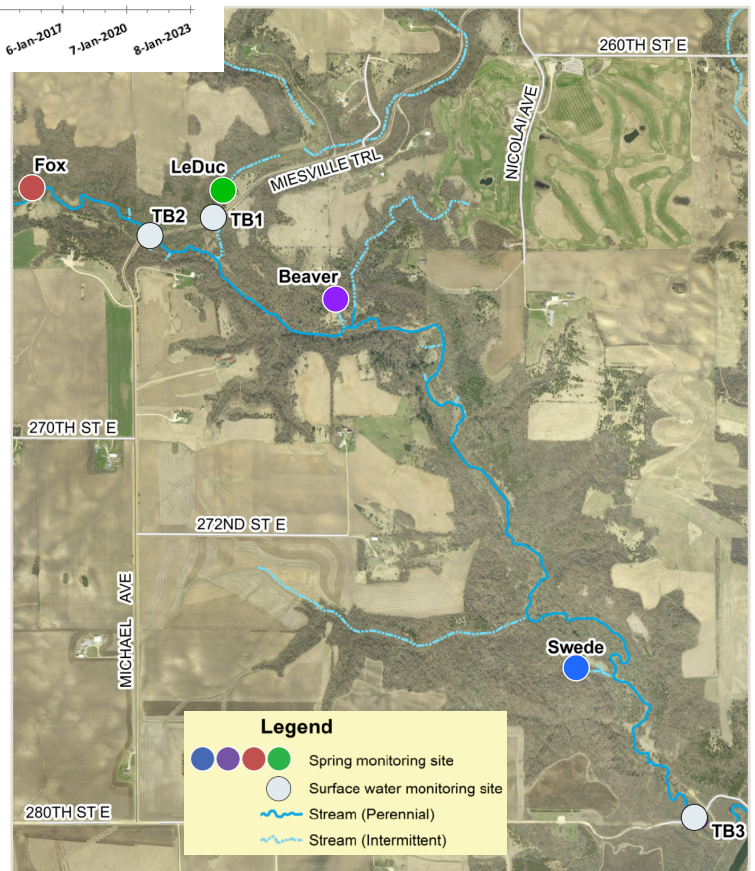 6-Jan-2017
7-Jan-2020
8-Jan-2023
260TH ST E
NICOLAI AVE
Fox
LeDuc
MIESVILLE TRL
TB2
TB1
Beaver
270TH ST E
272ND ST E
MICHAEL AVE
Swede
Legend
Spring monitoring site
Surface water monitoring site
Stream (Perennial)
Stream (Intermittent)
280TH ST E
TB3